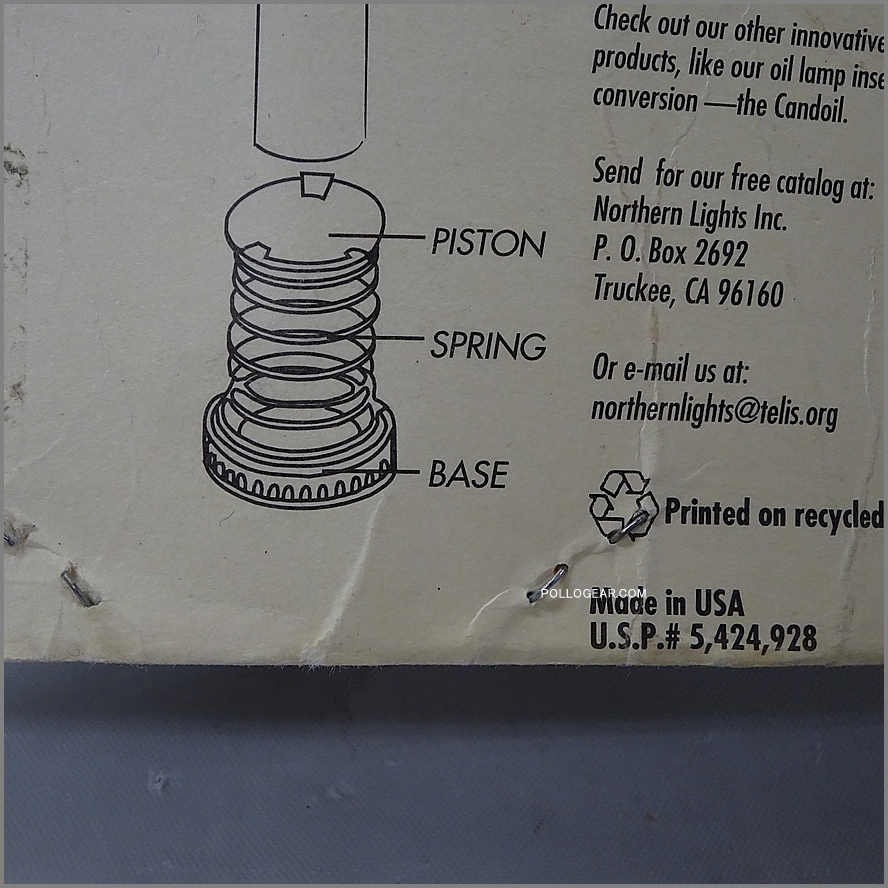 Check out our other innovative
products, like our oil lamp inse
conversion —the Candoil.
Send for our free catalog at:
Northern Lights Inc.
P. O. Box 2692
Truckee, CA 96160
Or e-mail us at:
northernlights@telis.org
Printed on recycled
Made in USA
U.S.P.# 5,424,928
PISTON
SPRING
BASE
POLLOGEAR.COM